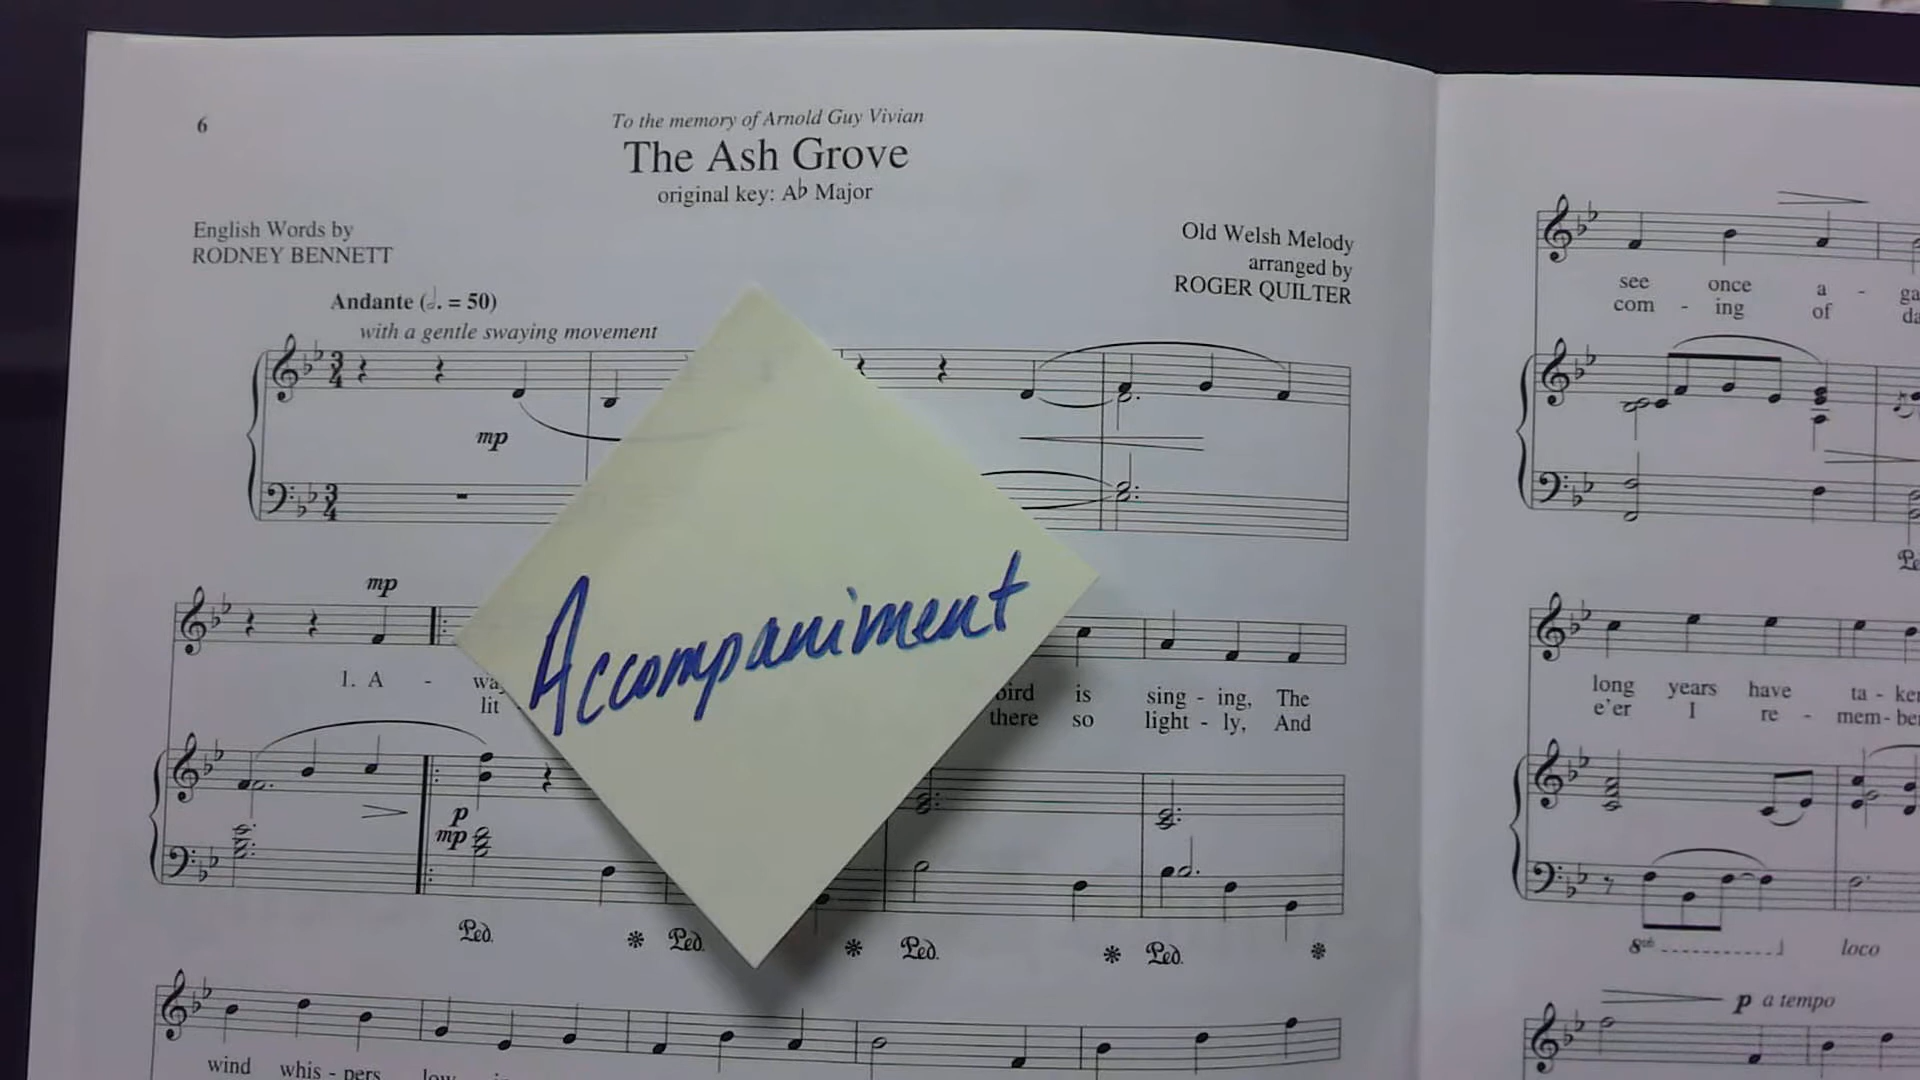 6
To the memory of Arnold Guy Vivian
The Ash Grove
original key: A♭ Major
English Words by
RODNEY BENNETT
Old Welsh Melody
arranged by
ROGER QUILTER
Andante (𝅗𝅥. = 50)
with a gentle swaying movement
mp
mp
1. A - bird is sing - ing, The
lit there so light - ly, And
Accompaniment
p
mp
Ped. * Ped. * Ped. * Ped. *
wind whis - pers
see once a -
com - ing of
long years have ta -
e'er I re - mem -
8vb
loco
p a tempo